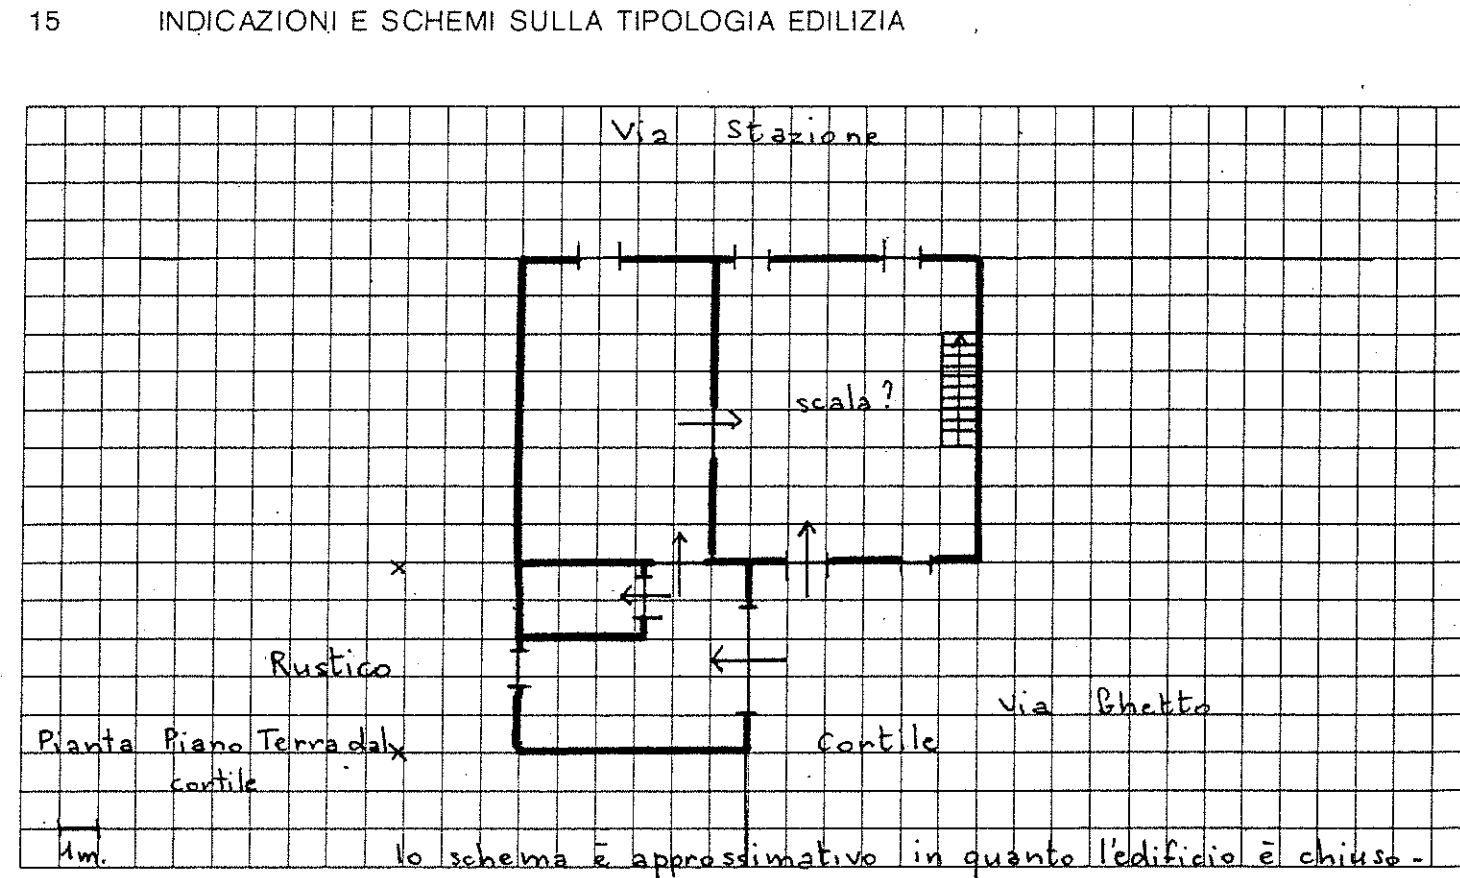 15 INDICAZIONI E SCHEMI SULLA TIPOLOGIA EDILIZIA
Via Stazione
scala?
x
Rustico
Via Ghetto
Pianta Piano Terra dal x
cortile
Cortile
1m.
lo schema è approssimativo in quanto l'edificio è chiuso-